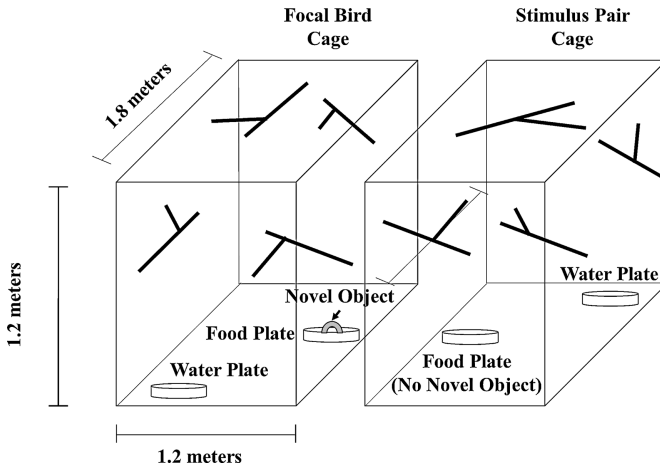 Focal Bird
Cage
Stimulus Pair
Cage
1.8 meters
1.2 meters
Novel Object
Food Plate
Water Plate
Water Plate
Food Plate
(No Novel Object)
1.2 meters